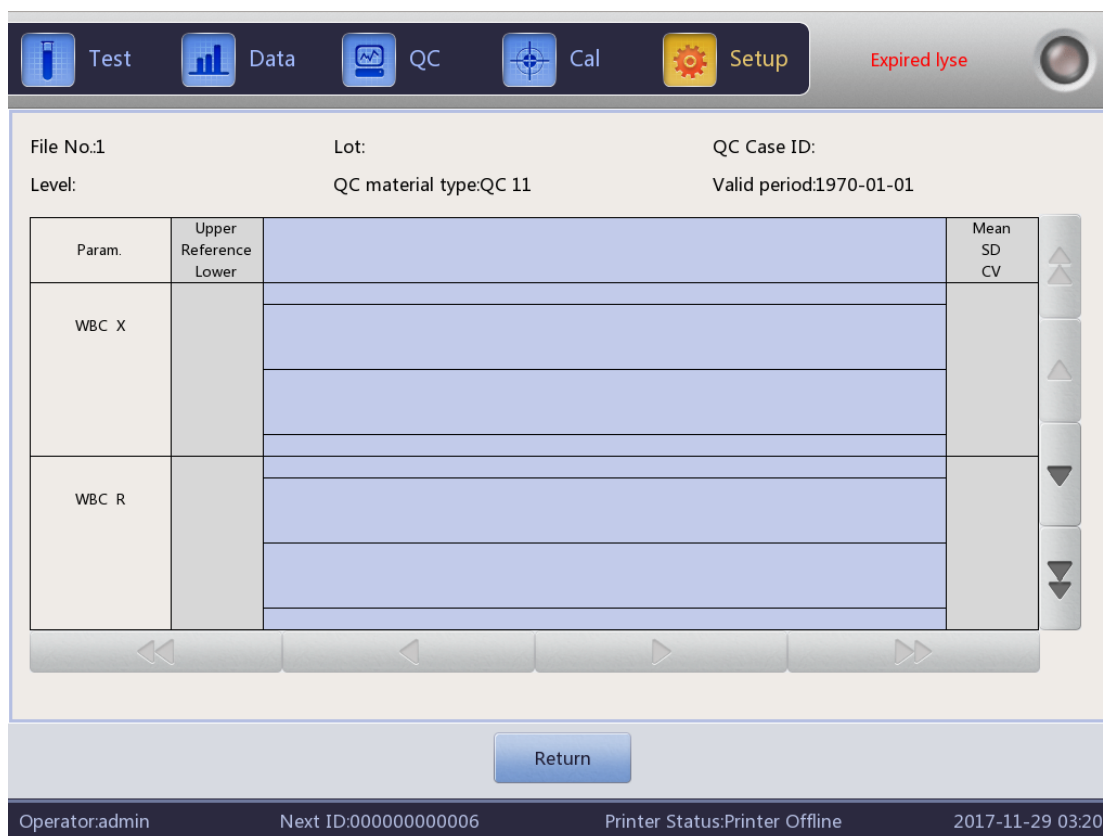 Test Data QC Cal Setup Expired lyse
File No.:1 Lot: QC Case ID:
Level: QC material type:QC 11 Valid period:1970-01-01
Param. Upper Reference Lower Mean SD CV
WBC X
WBC R
Return
Operator:admin Next ID:000000000006 Printer Status:Printer Offline 2017-11-29 03:20